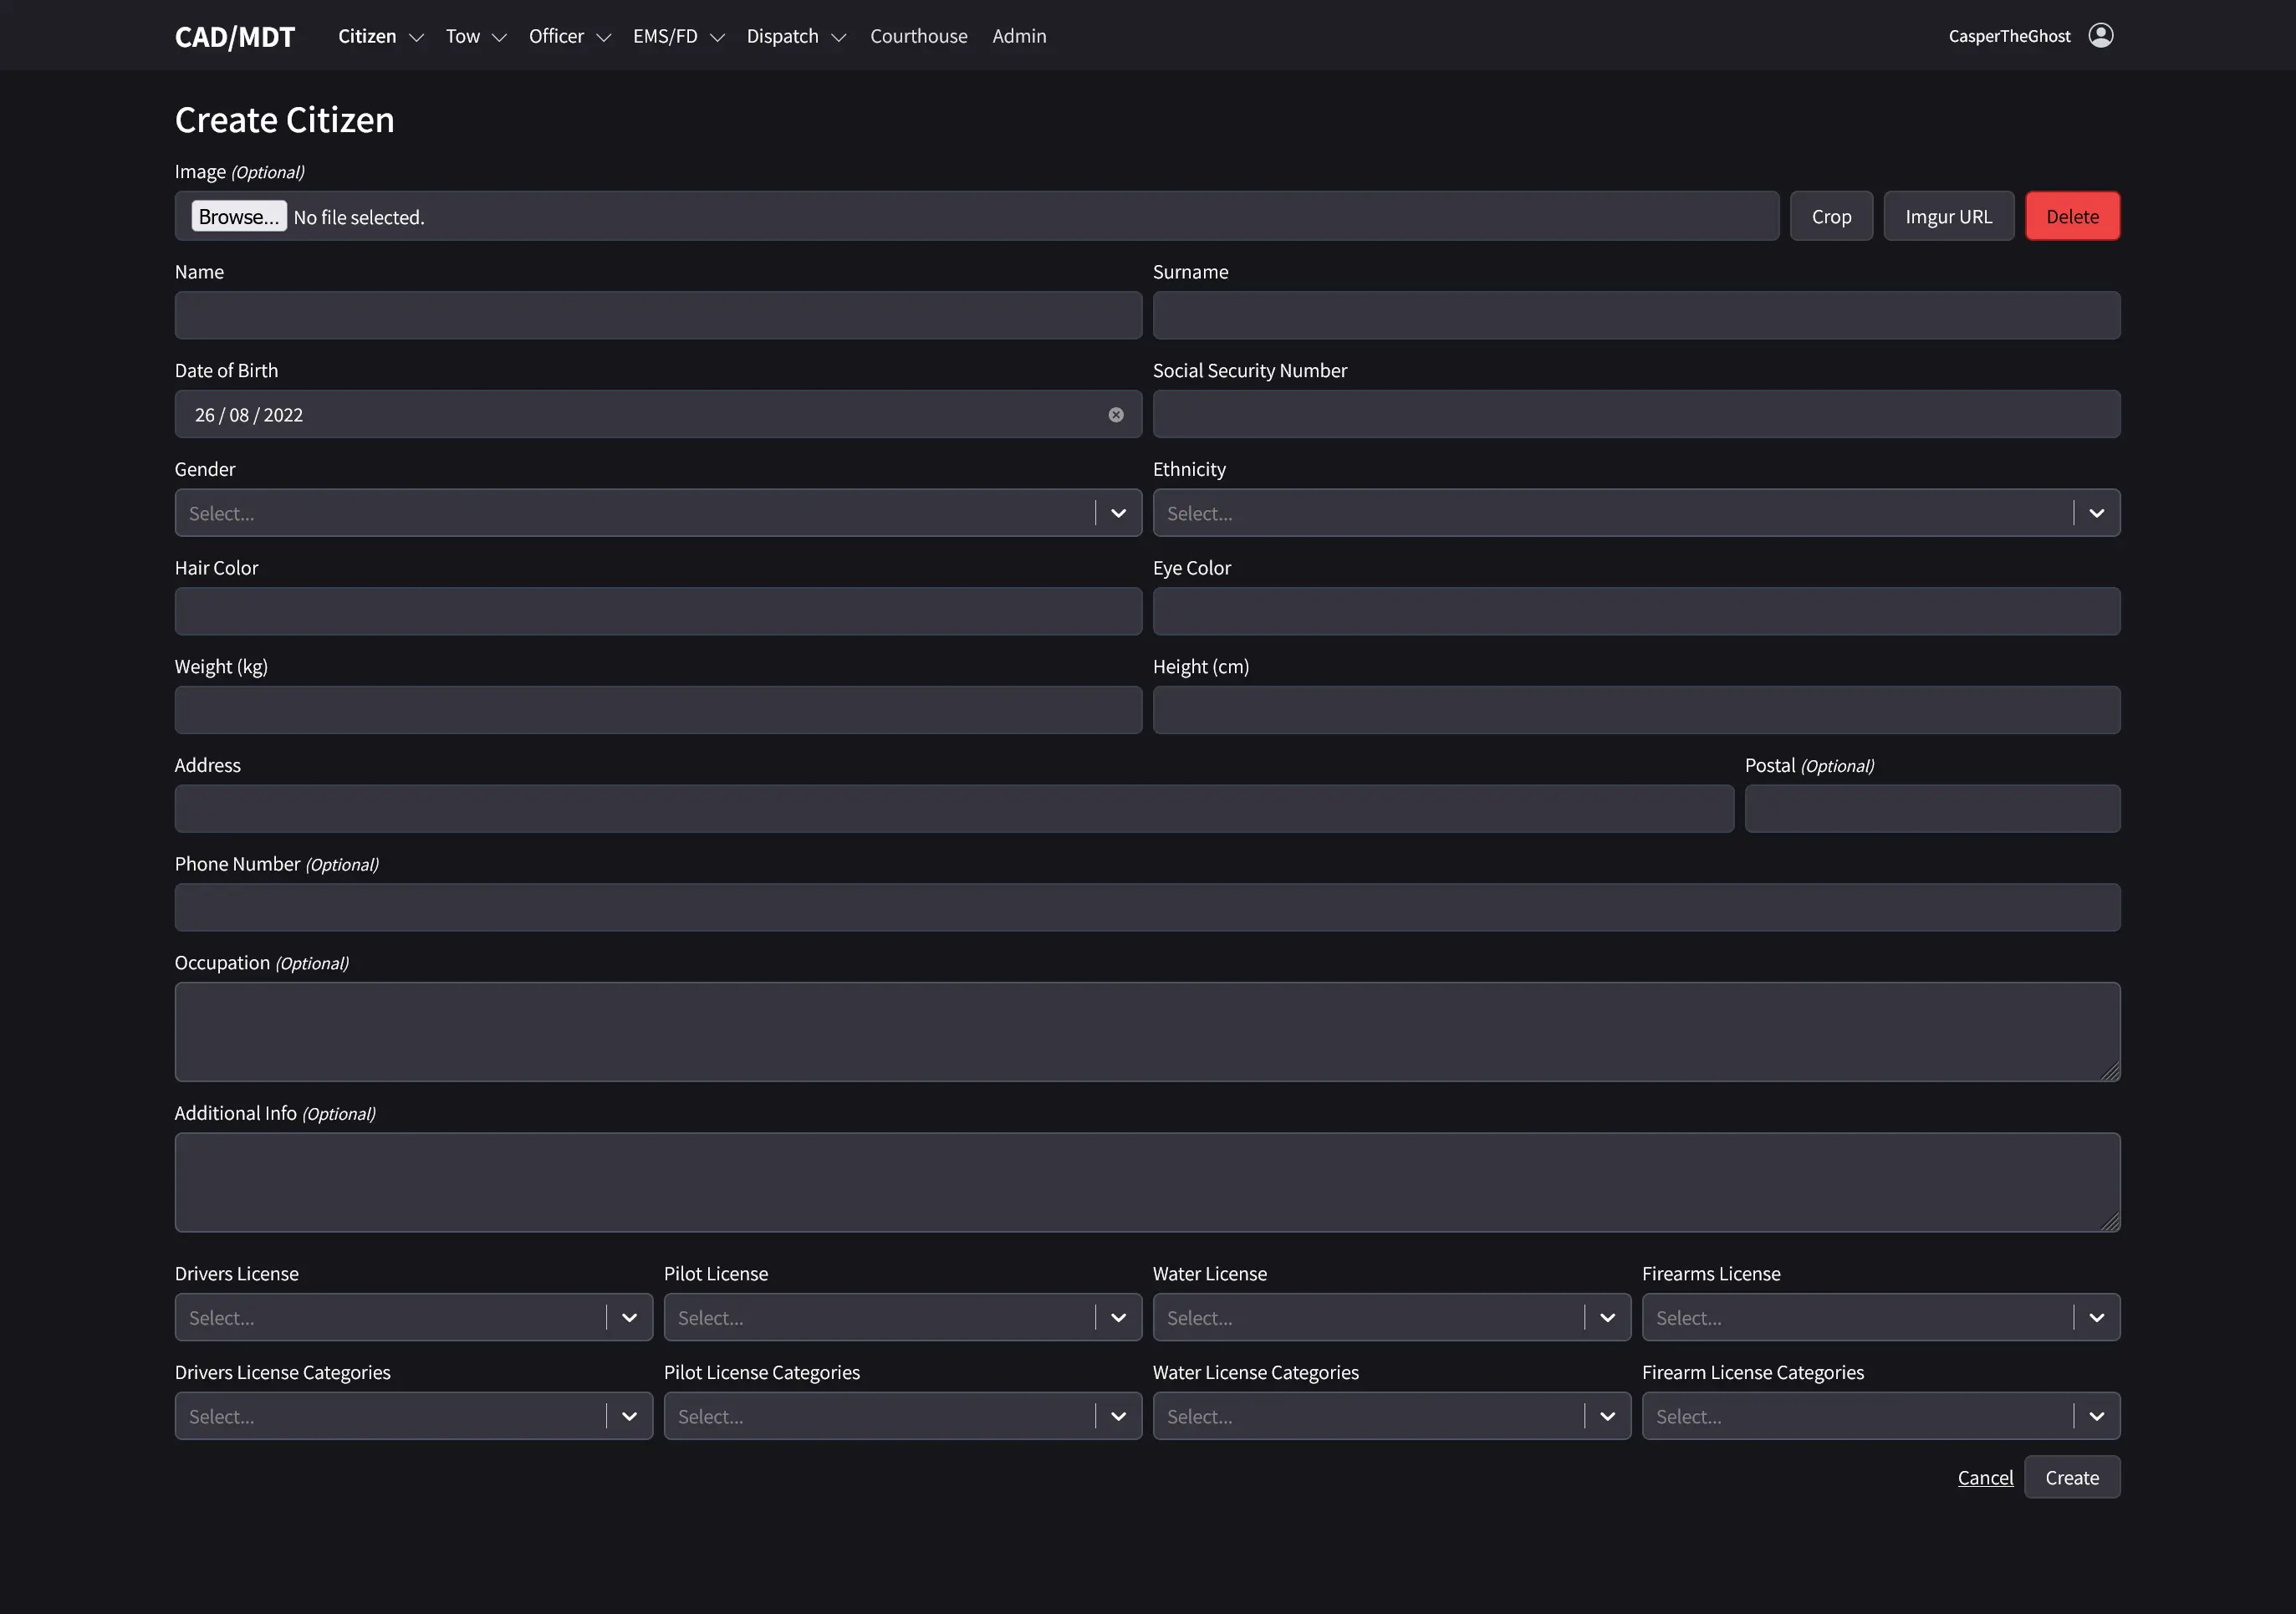 CAD/MDT Citizen Tow Officer EMS/FD Dispatch Courthouse Admin CasperTheGhost
Create Citizen
Image (Optional)
Browse... No file selected. Crop Imgur URL Delete
Name Surname
Date of Birth Social Security Number
26 / 08 / 2022
Gender Ethnicity
Select... Select...
Hair Color Eye Color
Weight (kg) Height (cm)
Address Postal (Optional)
Phone Number (Optional)
Occupation (Optional)
Additional Info (Optional)
Drivers License Pilot License Water License Firearms License
Select... Select... Select... Select...
Drivers License Categories Pilot License Categories Water License Categories Firearm License Categories
Select... Select... Select... Select...
Cancel Create